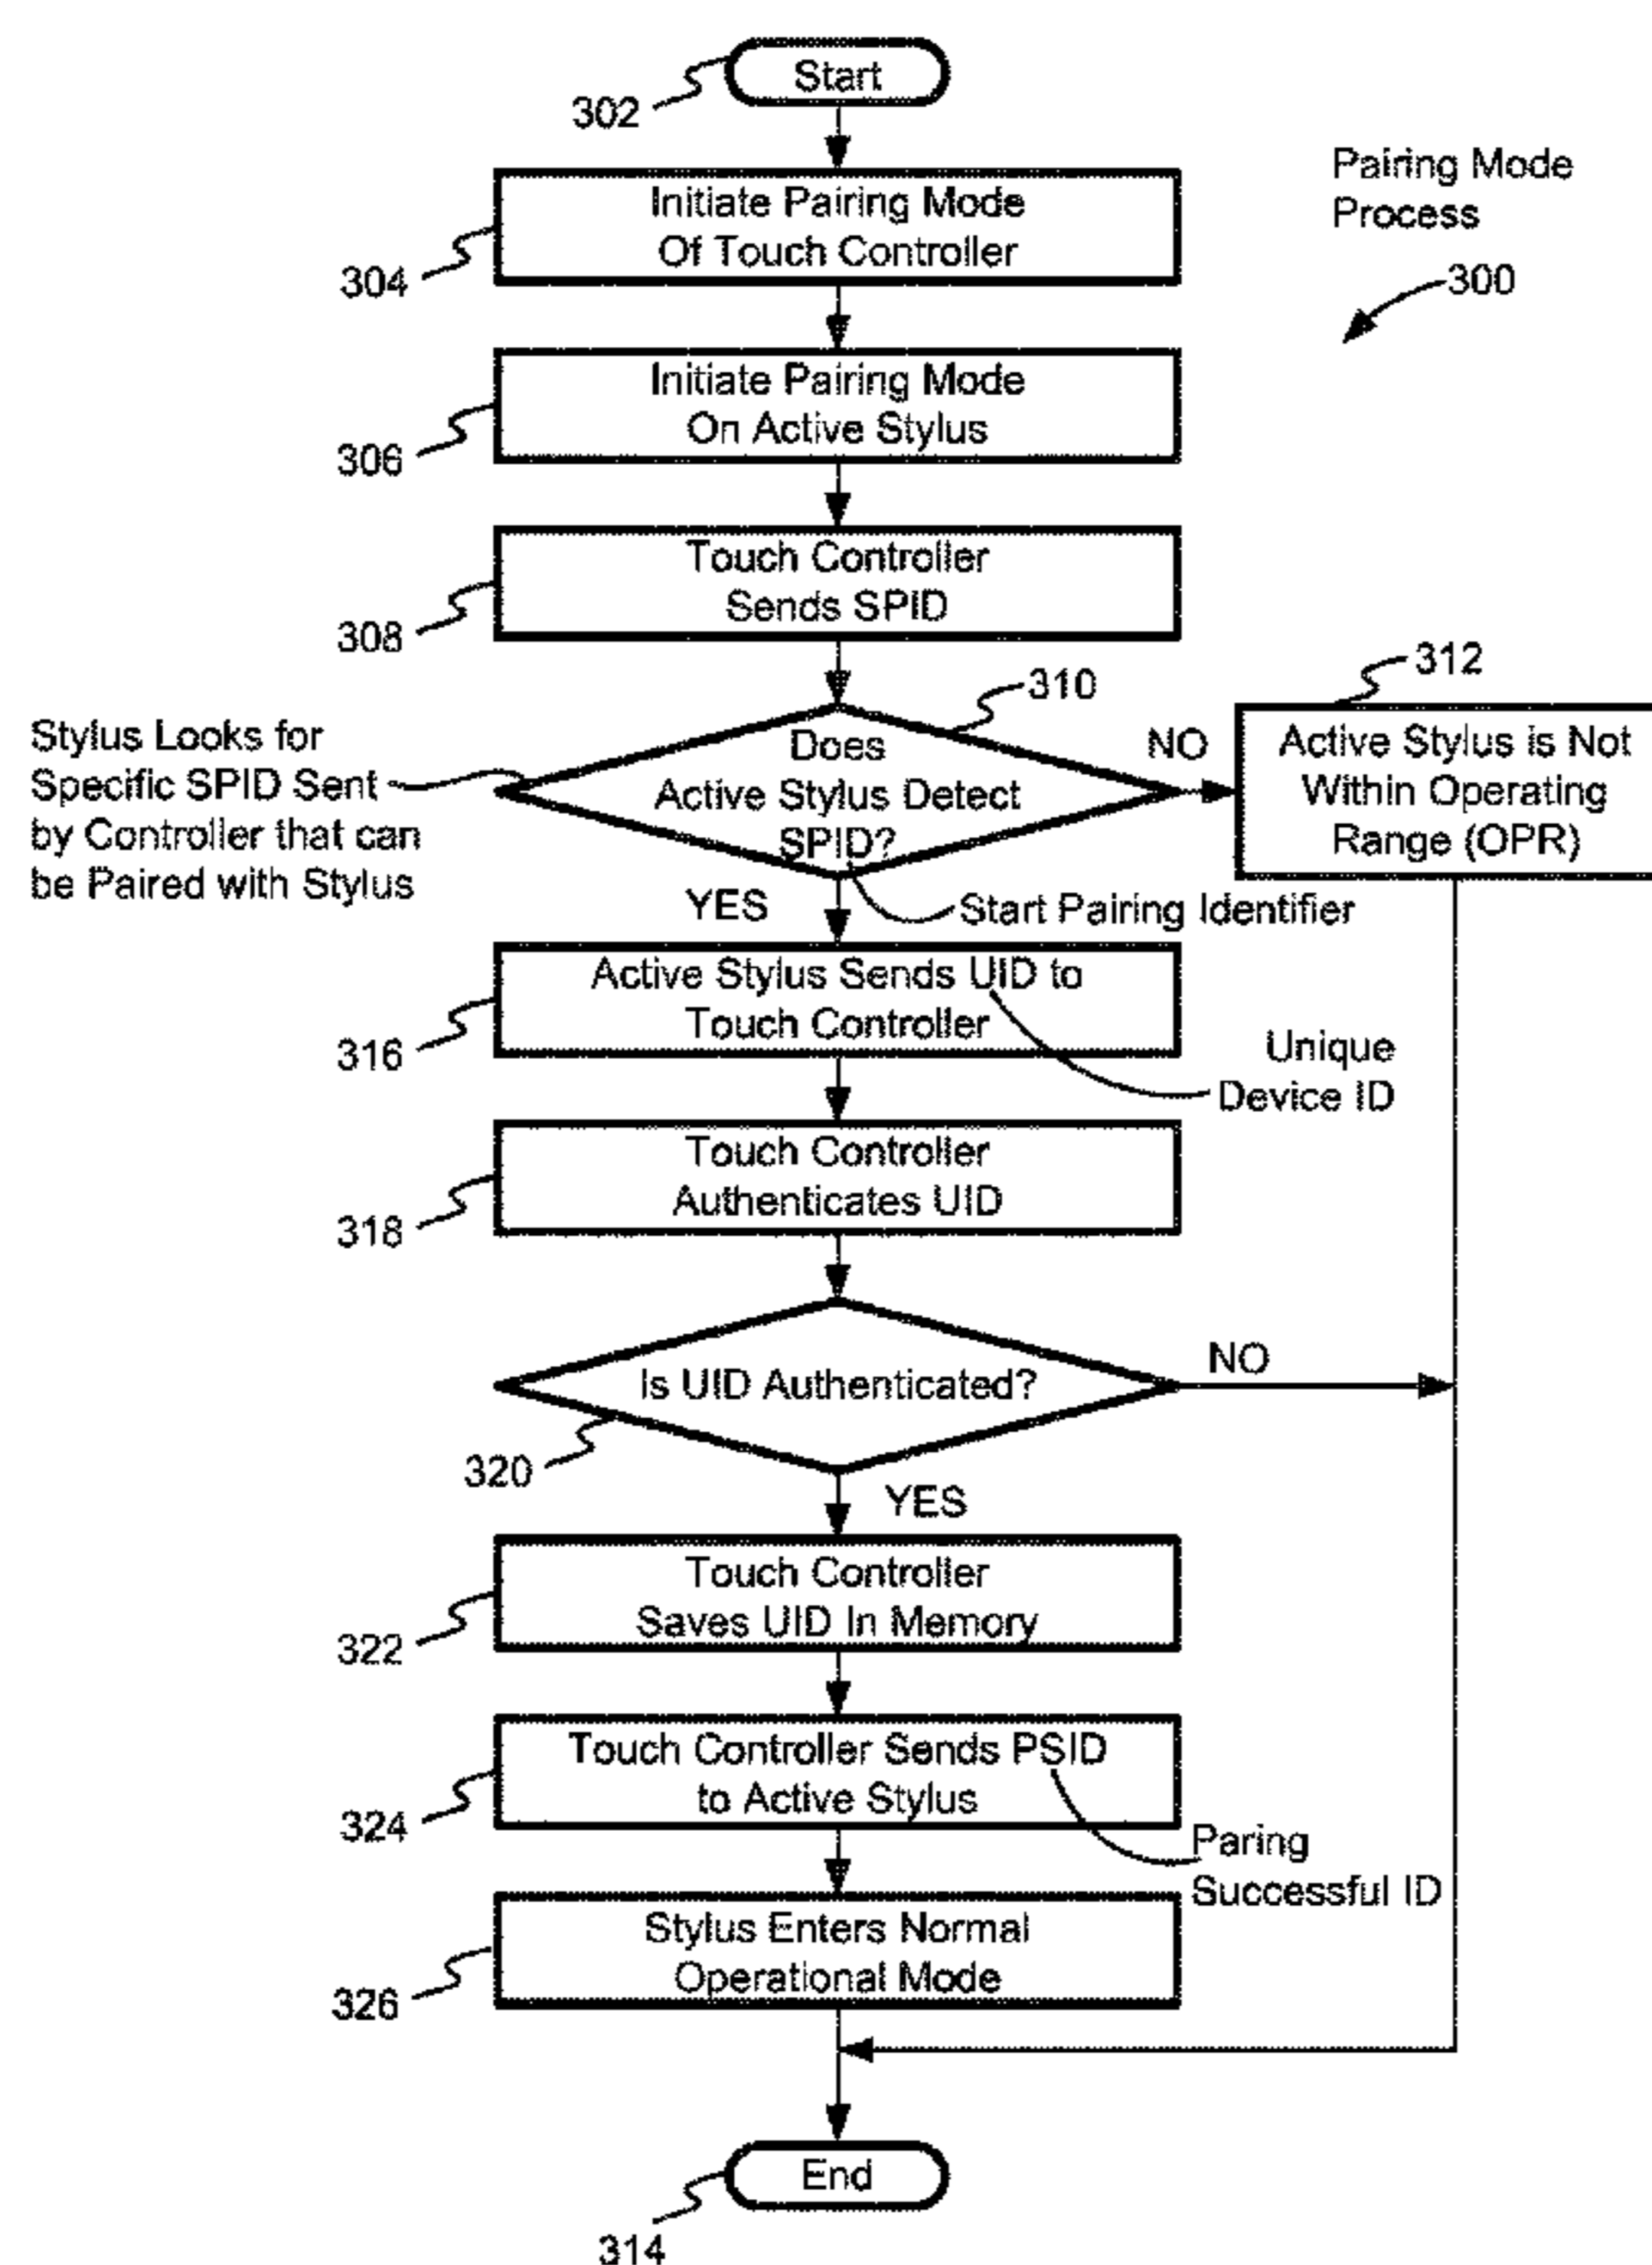 Start
302
Pairing Mode
Process
300
Initiate Pairing Mode
Of Touch Controller
304
Initiate Pairing Mode
On Active Stylus
306
Touch Controller
Sends SPID
308
310
312
Stylus Looks for
Specific SPID Sent
by Controller that can
be Paired with Stylus
Does
Active Stylus Detect
SPID?
NO
Active Stylus is Not
Within Operating
Range (OPR)
YES
Start Pairing Identifier
Active Stylus Sends UID to
Touch Controller
316
Unique
Device ID
Touch Controller
Authenticates UID
318
Is UID Authenticated?
NO
320
YES
Touch Controller
Saves UID In Memory
322
Touch Controller Sends PSID
to Active Stylus
324
Paring
Successful ID
Stylus Enters Normal
Operational Mode
326
End
314